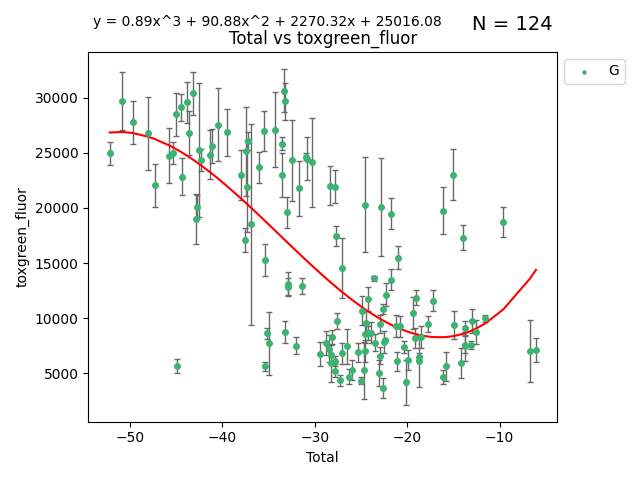 y = 0.89x^3 + 90.88x^2 + 2270.32x + 25016.08
N = 124
Total vs toxgreen_fluor
G
toxgreen_fluor
30000
25000
20000
15000
10000
5000
−50 −40 −30 −20 −10
Total